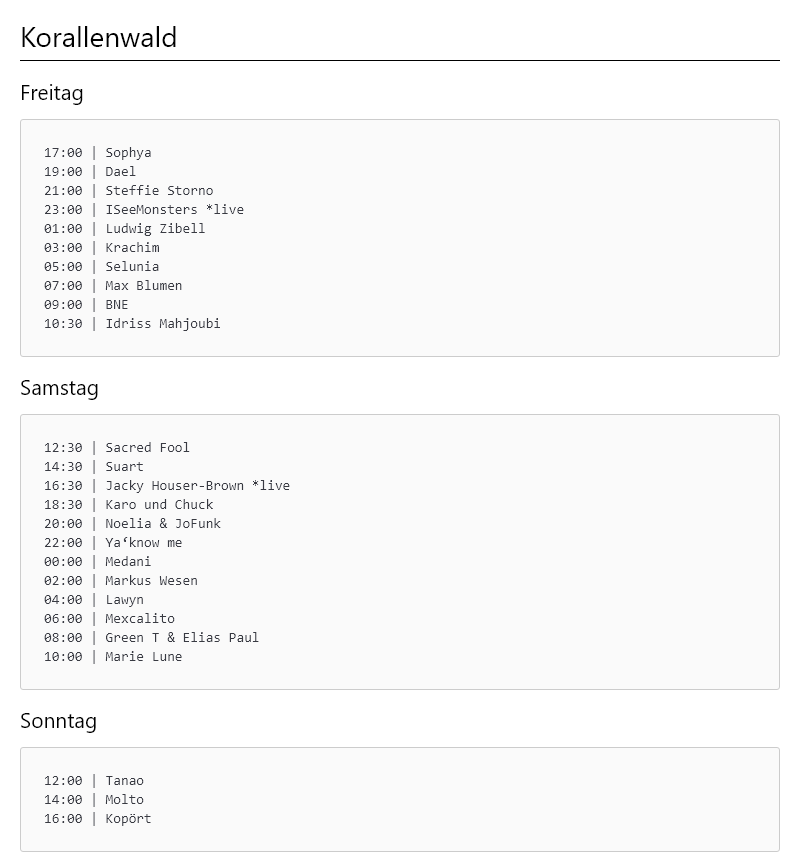 Korallenwald
Freitag
17:00 | Sophya
19:00 | Dael
21:00 | Steffie Storno
23:00 | ISeeMonsters *live
01:00 | Ludwig Zibell
03:00 | Krachim
05:00 | Selunia
07:00 | Max Blumen
09:00 | BNE
10:30 | Idriss Mahjoubi
Samstag
12:30 | Sacred Fool
14:30 | Suart
16:30 | Jacky Houser-Brown *live
18:30 | Karo und Chuck
20:00 | Noelia & JoFunk
22:00 | Ya‘know me
00:00 | Medani
02:00 | Markus Wesen
04:00 | Lawyn
06:00 | Mexcalito
08:00 | Green T & Elias Paul
10:00 | Marie Lune
Sonntag
12:00 | Tanao
14:00 | Molto
16:00 | Kopört